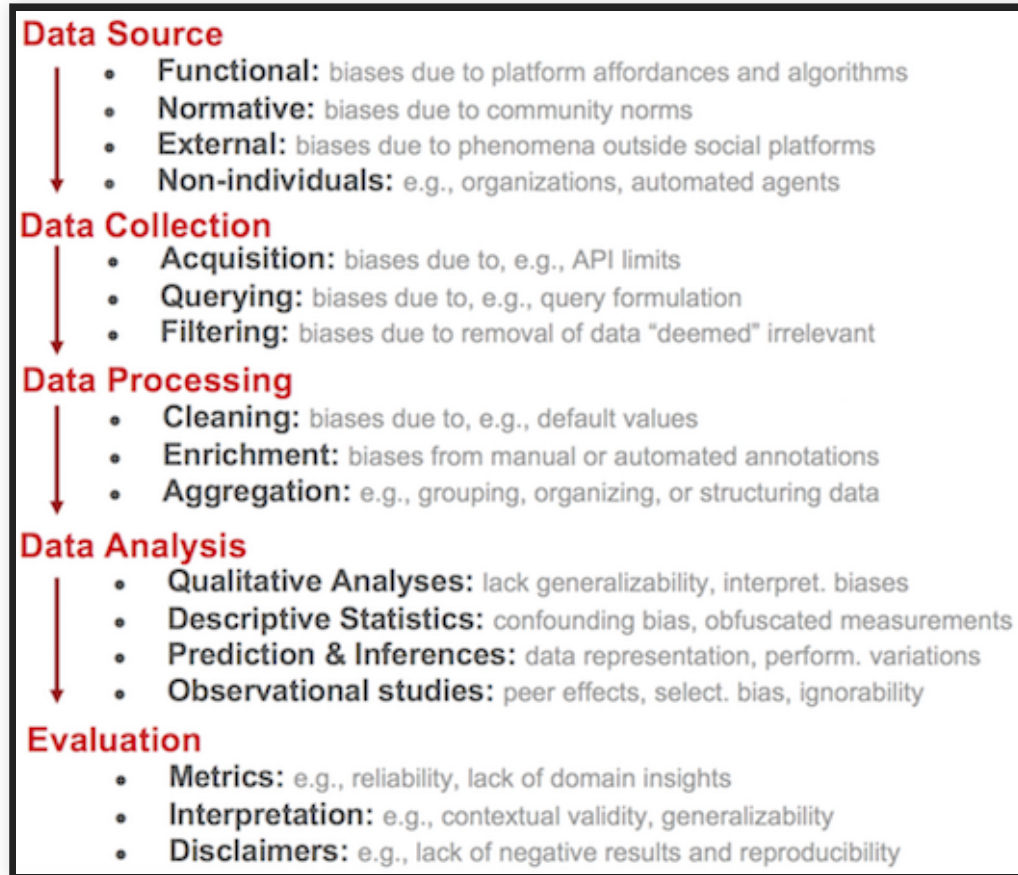 Data Source
• Functional: biases due to platform affordances and algorithms
• Normative: biases due to community norms
• External: biases due to phenomena outside social platforms
• Non-individuals: e.g., organizations, automated agents
Data Collection
• Acquisition: biases due to, e.g., API limits
• Querying: biases due to, e.g., query formulation
• Filtering: biases due to removal of data “deemed” irrelevant
Data Processing
• Cleaning: biases due to, e.g., default values
• Enrichment: biases from manual or automated annotations
• Aggregation: e.g., grouping, organizing, or structuring data
Data Analysis
• Qualitative Analyses: lack generalizability, interpret. biases
• Descriptive Statistics: confounding bias, obfuscated measurements
• Prediction & Inferences: data representation, perform. variations
• Observational studies: peer effects, select. bias, ignorability
Evaluation
• Metrics: e.g., reliability, lack of domain insights
• Interpretation: e.g., contextual validity, generalizability
• Disclaimers: e.g., lack of negative results and reproducibility